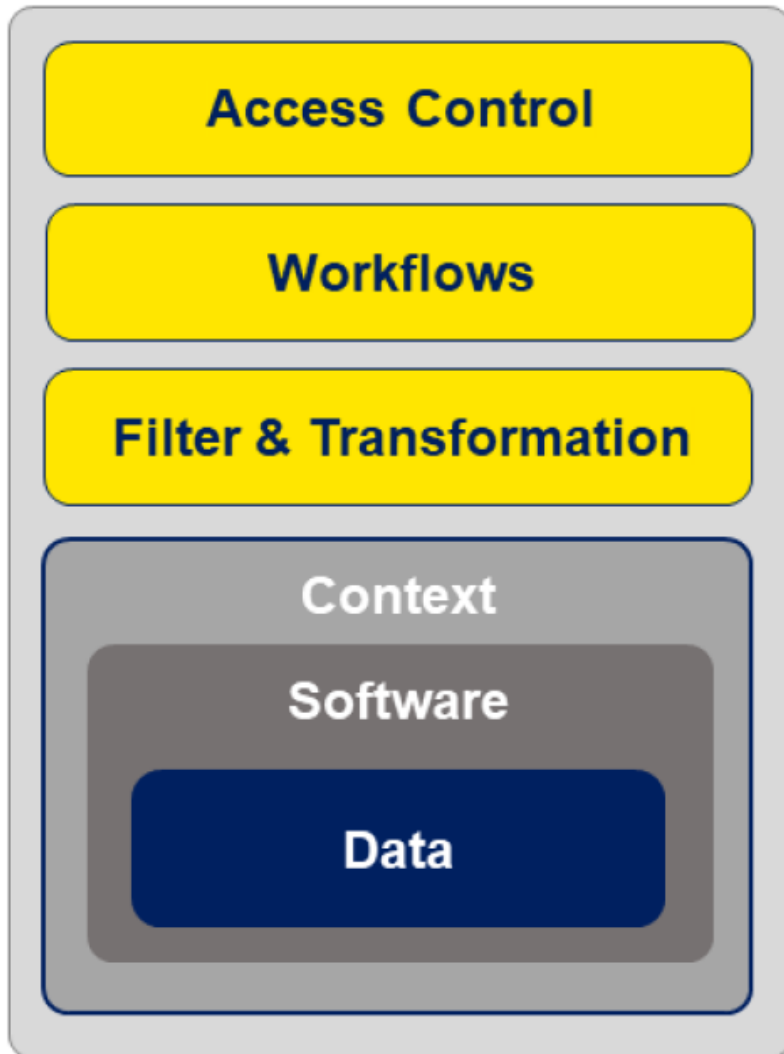 Access Control
Workflows
Filter & Transformation
Context
Software
Data